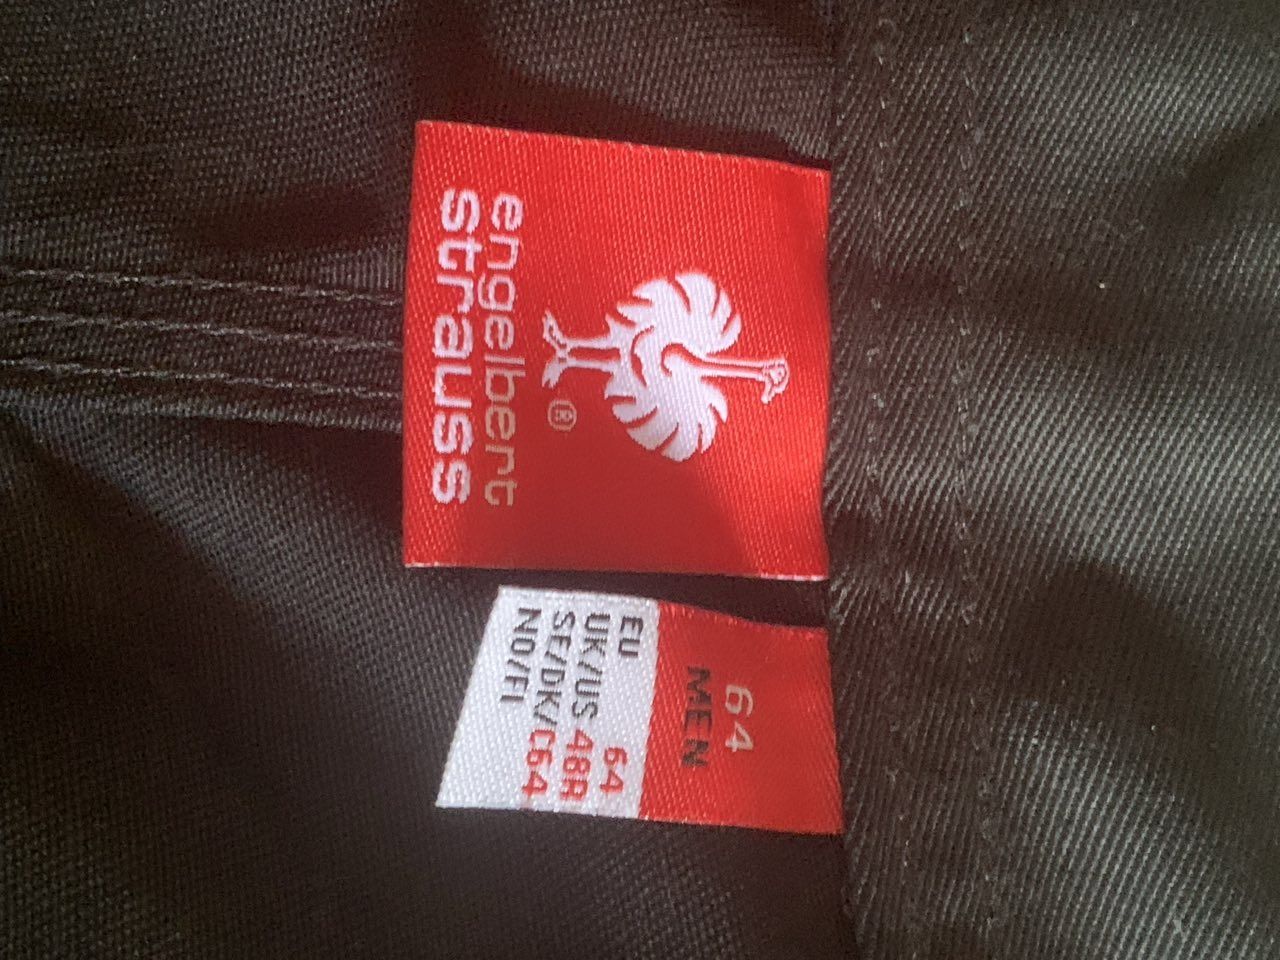 ®
engelbert
strauss
64
MEN
EU 64
UK/US 48R
SE/DK/
NO/FI C64